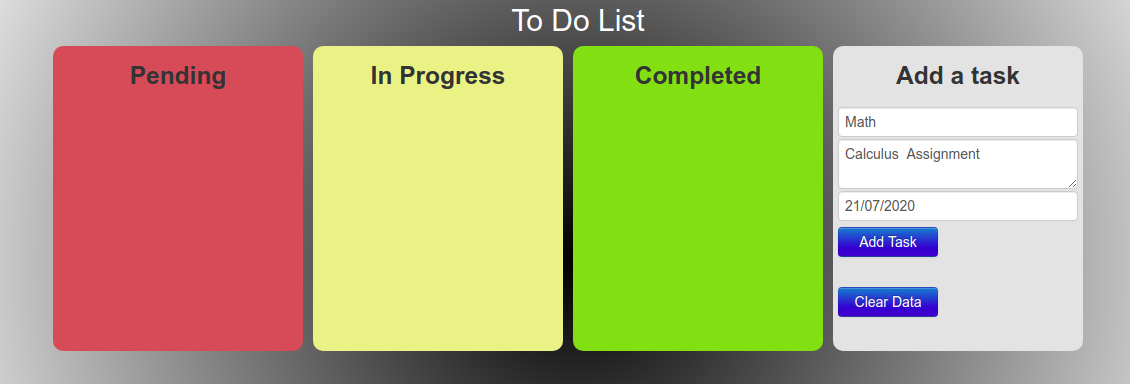 To Do List
Pending
In Progress
Completed
Add a task
Math
Calculus  Assignment
21/07/2020
Add Task
Clear Data